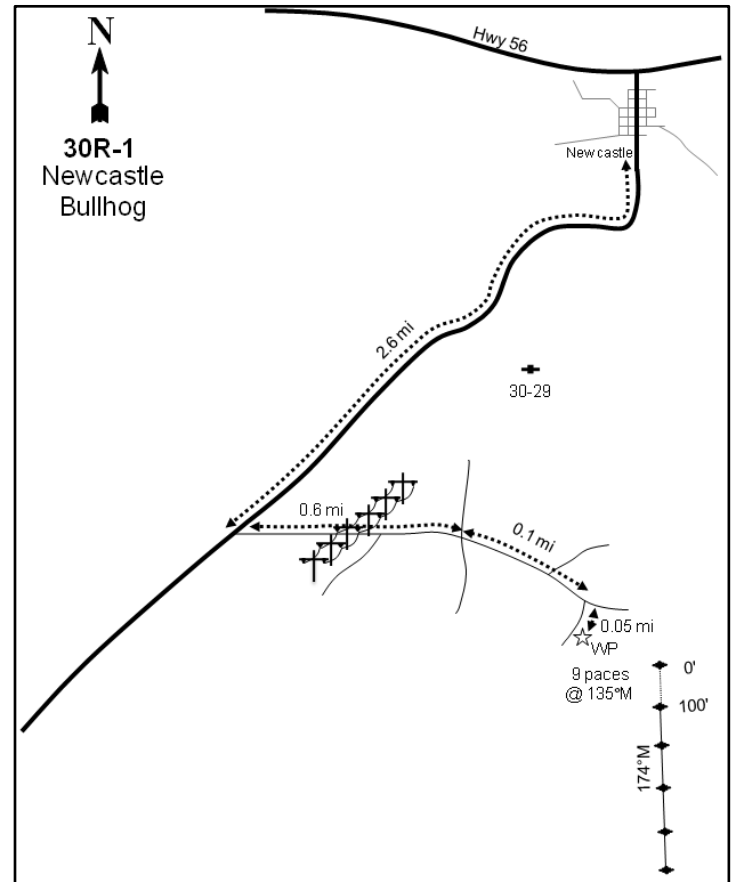 N
30R-1
Newcastle
Bullhog
Hwy 56
Newcastle
2.6 mi
30-29
0.6 mi
0.1 mi
0.05 mi
WP
9 paces
@ 135°M
0'
100'
174°M